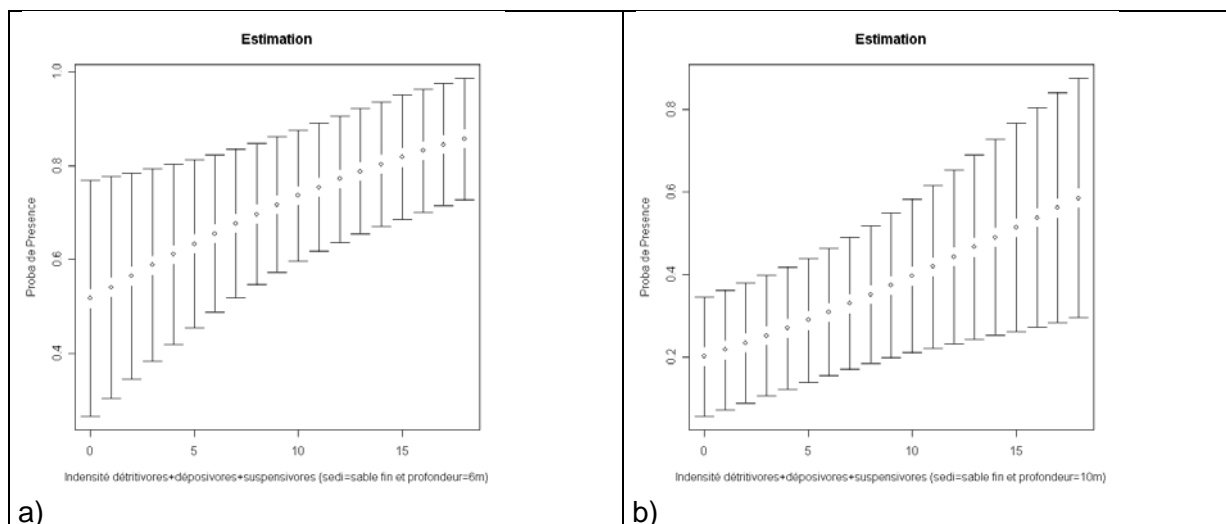 Estimation
Proba de Presence
1.0
0.8
0.6
0.4
0
5
10
15
Indensité détritivores+déposivores+suspensivores (sedi=sable fin et profondeur=6m)
a)
Estimation
Proba de Presence
0.8
0.6
0.4
0.2
0
5
10
15
Indensité détritivores+déposivores+suspensivores (sedi=sable fin et profondeur=10m)
b)